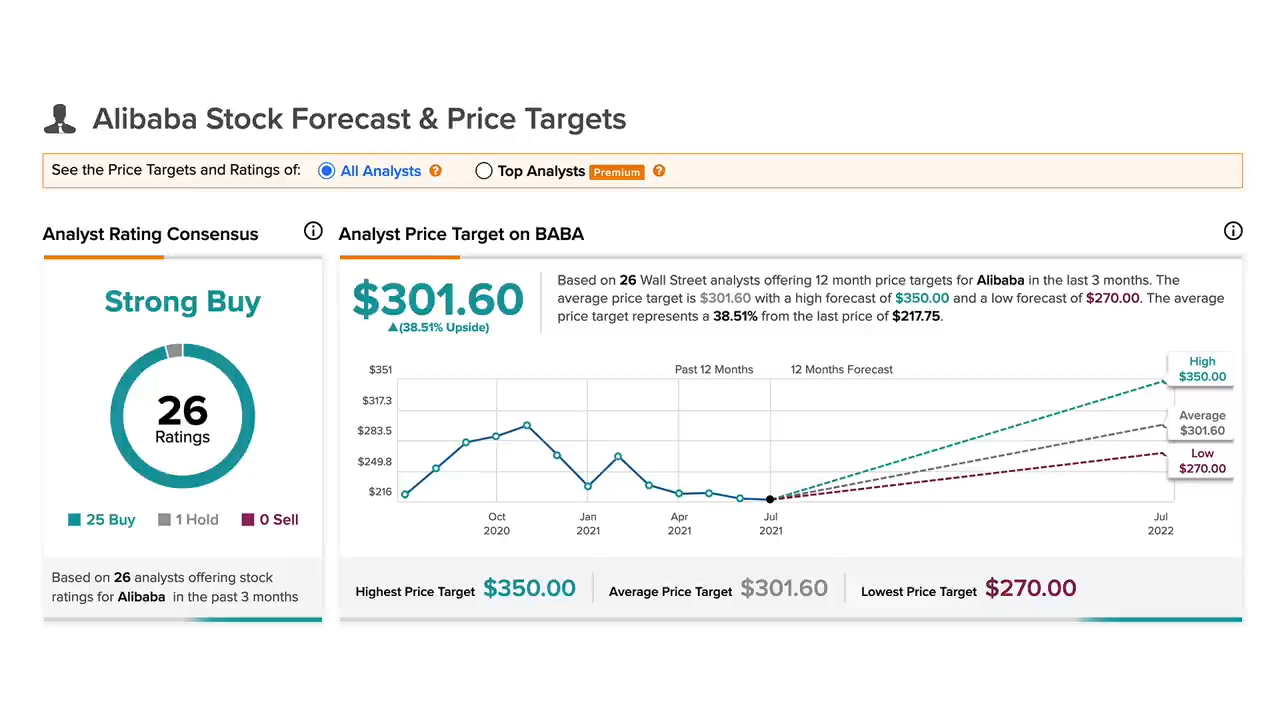 Alibaba Stock Forecast & Price Targets
See the Price Targets and Ratings of: All Analysts ? Top Analysts Premium ?
Analyst Rating Consensus
Strong Buy
26
Ratings
25 Buy 1 Hold 0 Sell
Based on 26 analysts offering stock
ratings for Alibaba in the past 3 months
Analyst Price Target on BABA
$301.60
▲(38.51% Upside)
Based on 26 Wall Street analysts offering 12 month price targets for Alibaba in the last 3 months. The
average price target is $301.60 with a high forecast of $350.00 and a low forecast of $270.00. The average
price target represents a 38.51% from the last price of $217.75.
Past 12 Months 12 Months Forecast
$351
$317.3
$283.5
$249.8
$216
High
$350.00
Average
$301.60
Low
$270.00
Oct Jan Apr Jul Jul
2020 2021 2021 2021 2022
Highest Price Target $350.00 Average Price Target $301.60 Lowest Price Target $270.00